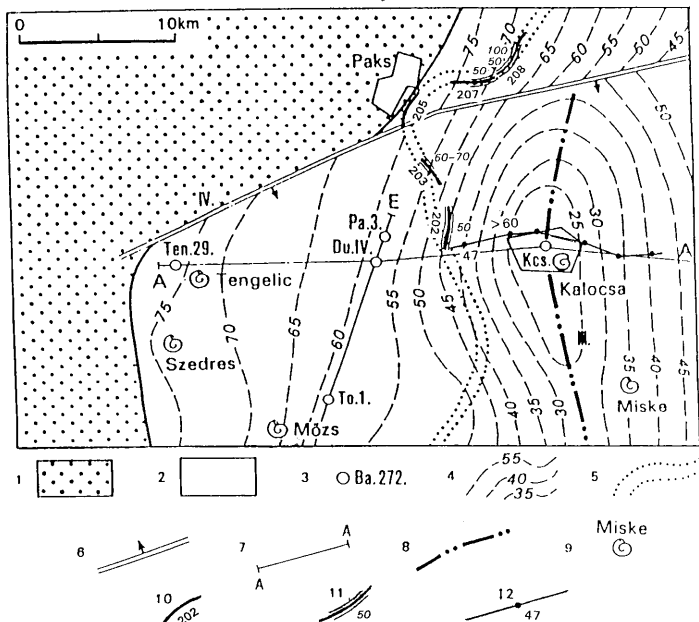 0 10km
Paks
70
75
65
60
55
50
45
100
50
50
208
207
205
50
60-70
203
IV.
E
202
50
>60
25
30
Pa.3.
Ten.29.
Du.IV.
47
Kcs.
A
A
Tengelic
Kalocsa
75
70
65
60
55
50
45
Szedres
III.
To.1.
Miske
40
35
30
35
40
45
Mözs
1
2
3 Ba.272.
4 55
40
35
5
6
7 A
A
8
9 Miske
10 202
11 50
12 47